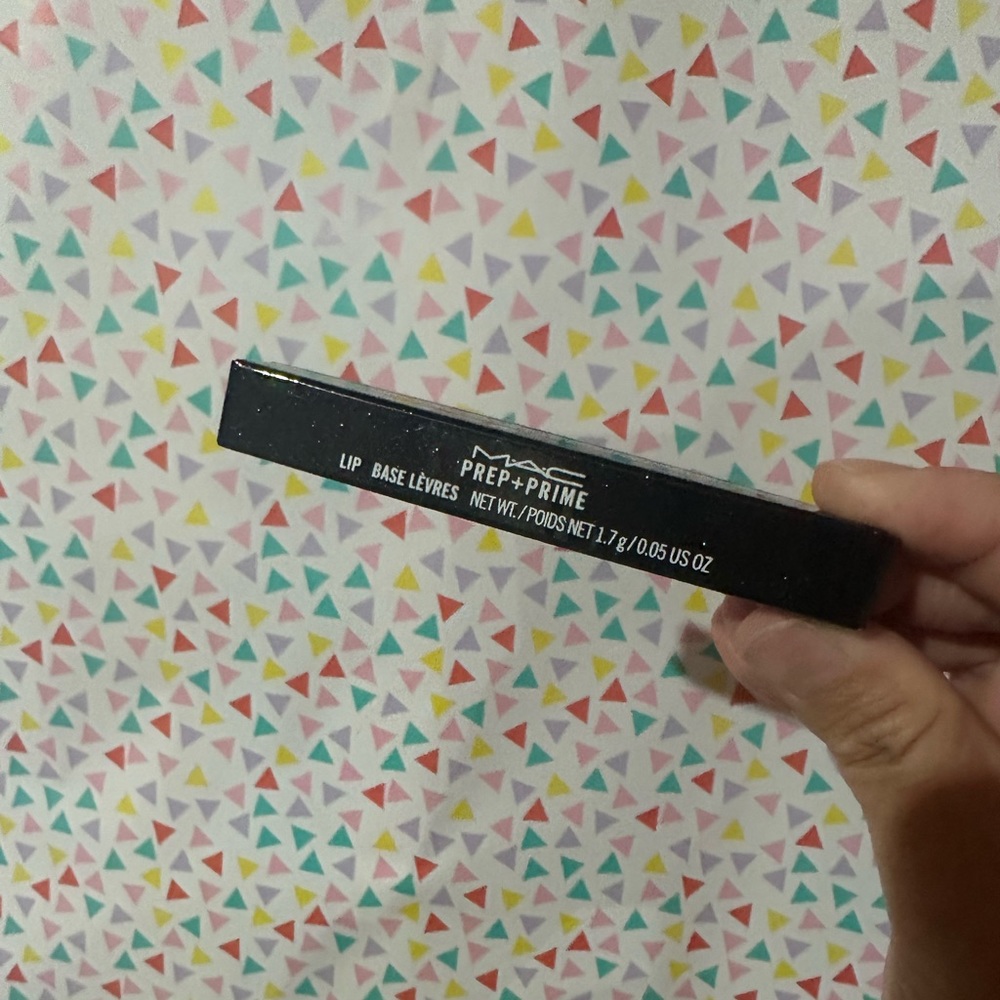 MAC
PREP+PRIME
LIP BASE LÈVRES NET WT./POIDS NET 1.7 g/0.05 US OZ